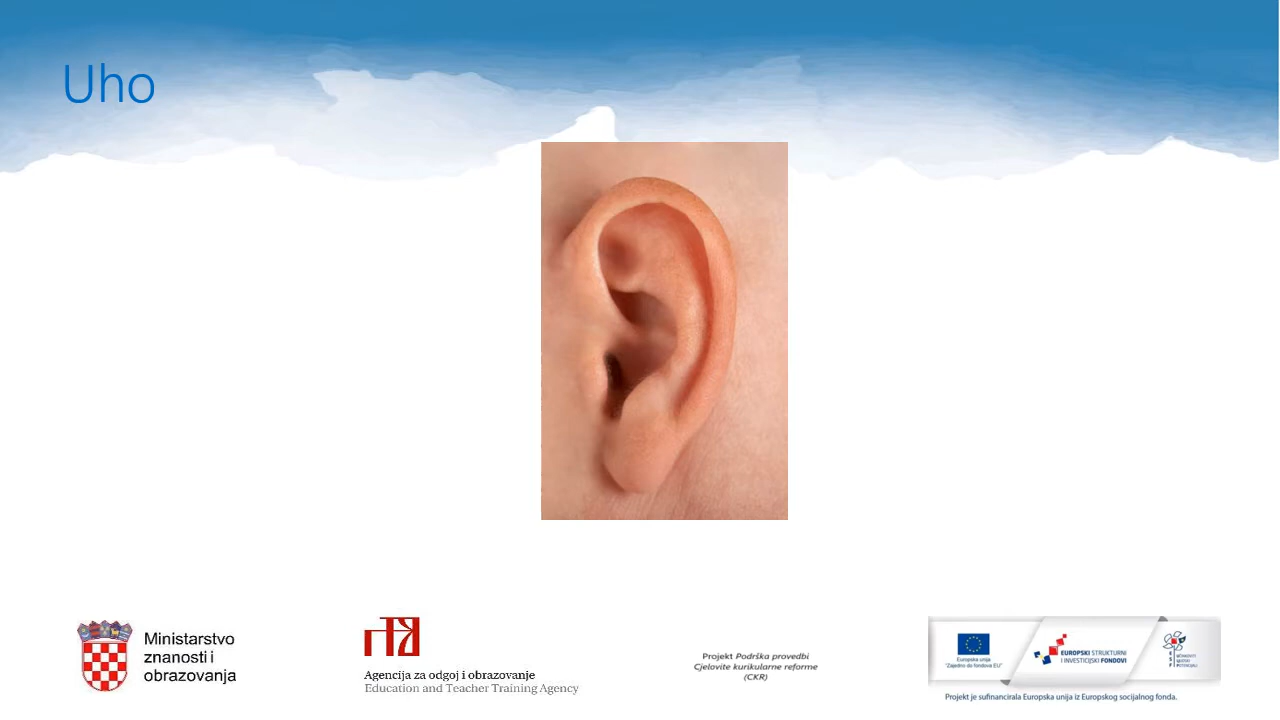 Uho
Ministarstvo
znanosti i
obrazovanja
Agencija za odgoj i obrazovanje
Education and Teacher Training Agency
Projekt Podrška provedbi
Cjelovite kurikularne reforme
(CKR)
Europska unija
"Zajedno do fondova EU"
EUROPSKI STRUKTURNI
I INVESTICIJSKI FONDOVI
Projekt je sufinancirala Europska unija iz Europskog socijalnog fonda.